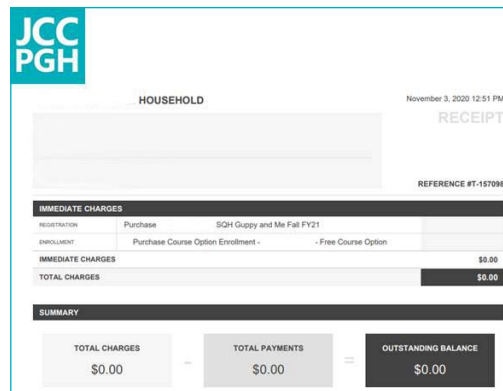 JCC
PGH
HOUSEHOLD
November 3, 2020 12:51 PM
RECEIPT
REFERENCE #T-157098
IMMEDIATE CHARGES
REGISTRATION Purchase SQH Guppy and Me Fall FY21
ENROLLMENT Purchase Course Option Enrollment - - Free Course Option
IMMEDIATE CHARGES $0.00
TOTAL CHARGES $0.00
SUMMARY
TOTAL CHARGES TOTAL PAYMENTS OUTSTANDING BALANCE
$0.00 - $0.00 = $0.00